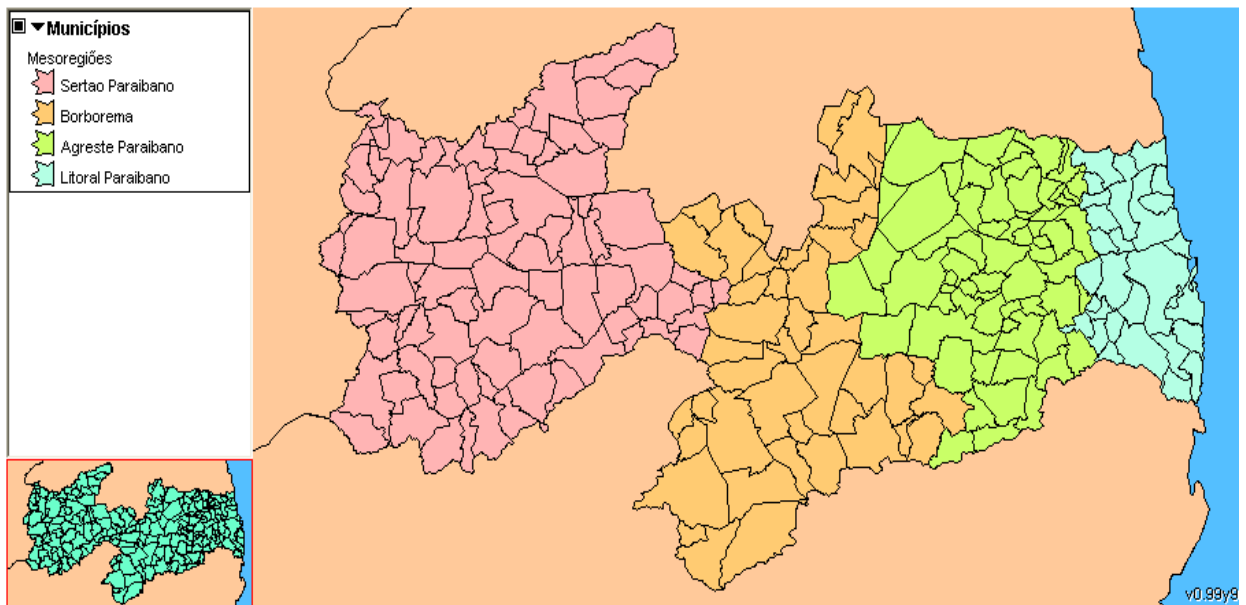 Municípios
Mesoregiões
Sertao Paraibano
Borborema
Agreste Paraibano
Litoral Paraibano
v0.99y9